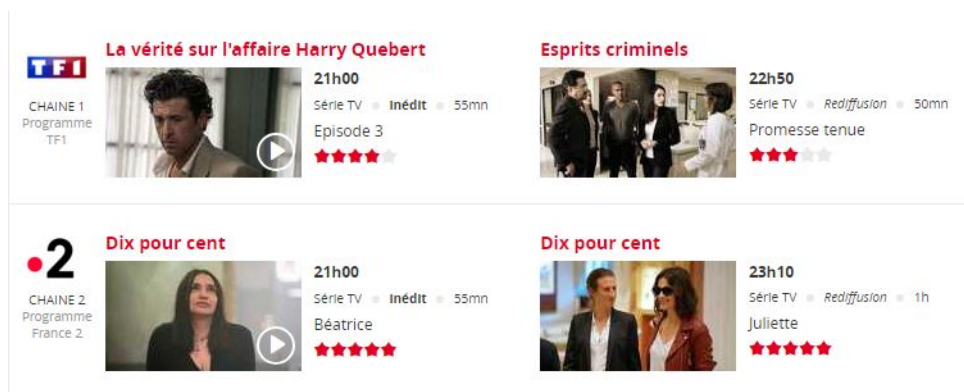 La vérité sur l'affaire Harry Quebert
TF1
CHAINE 1
Programme
TF1
21h00
Série TV Inédit 55mn
Episode 3
Esprits criminels
22h50
Série TV Rediffusion 50mn
Promesse tenue
Dix pour cent
2
CHAINE 2
Programme
France 2
21h00
Série TV Inédit 55mn
Béatrice
Dix pour cent
23h10
Série TV Rediffusion 1h
Juliette